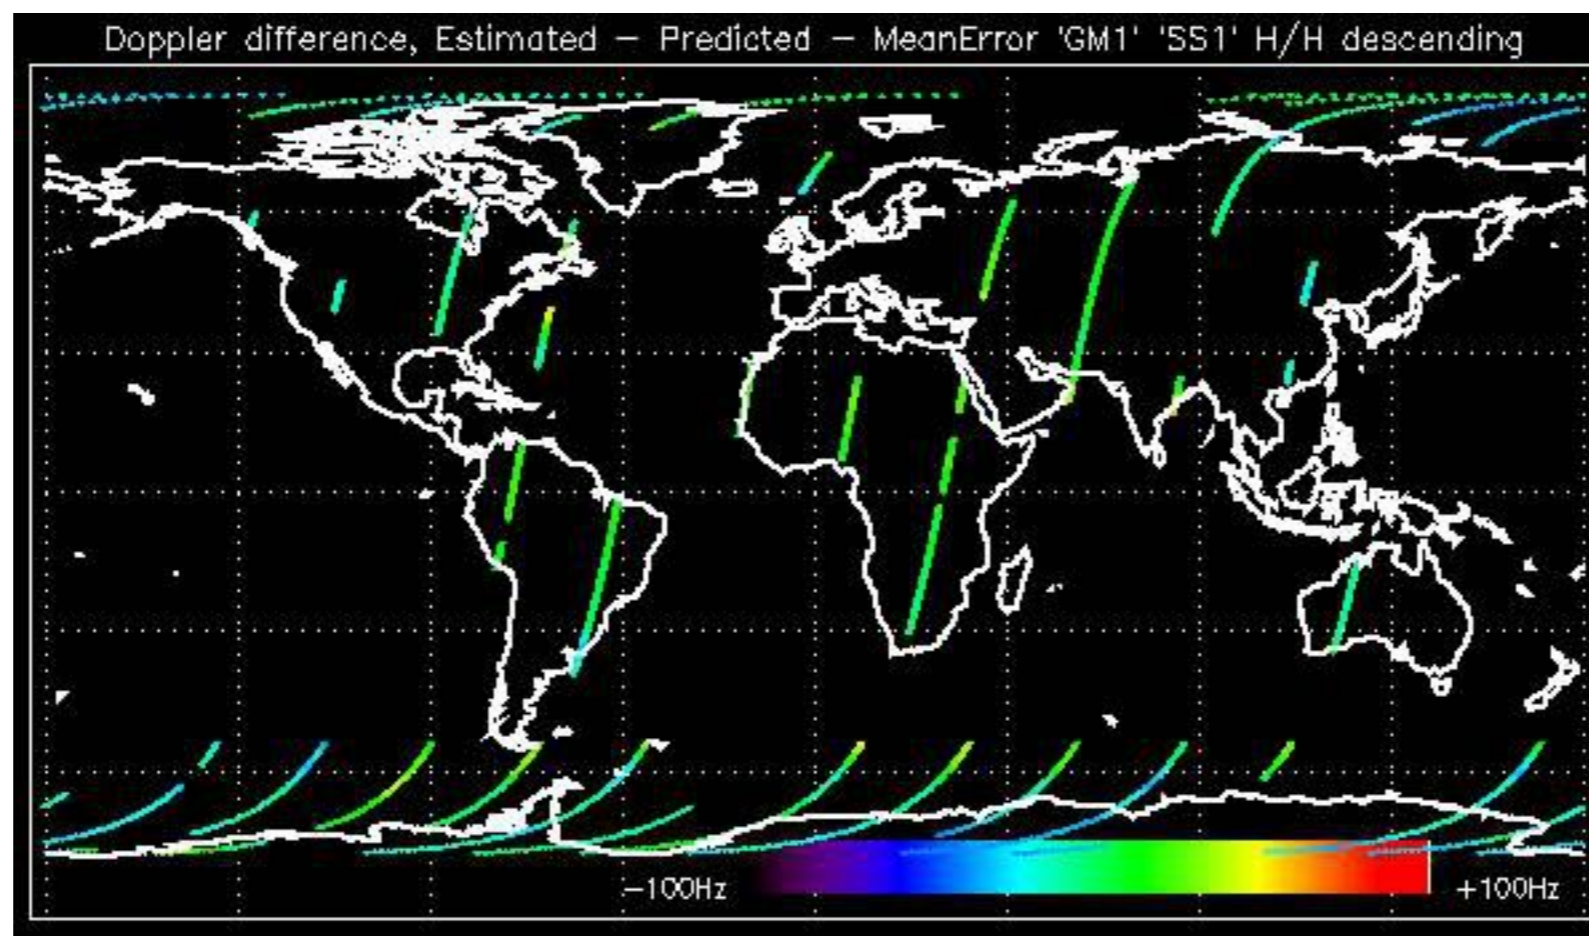 Doppler difference, Estimated – Predicted – MeanError 'GM1' 'SS1' H/H descending
–100Hz +100Hz